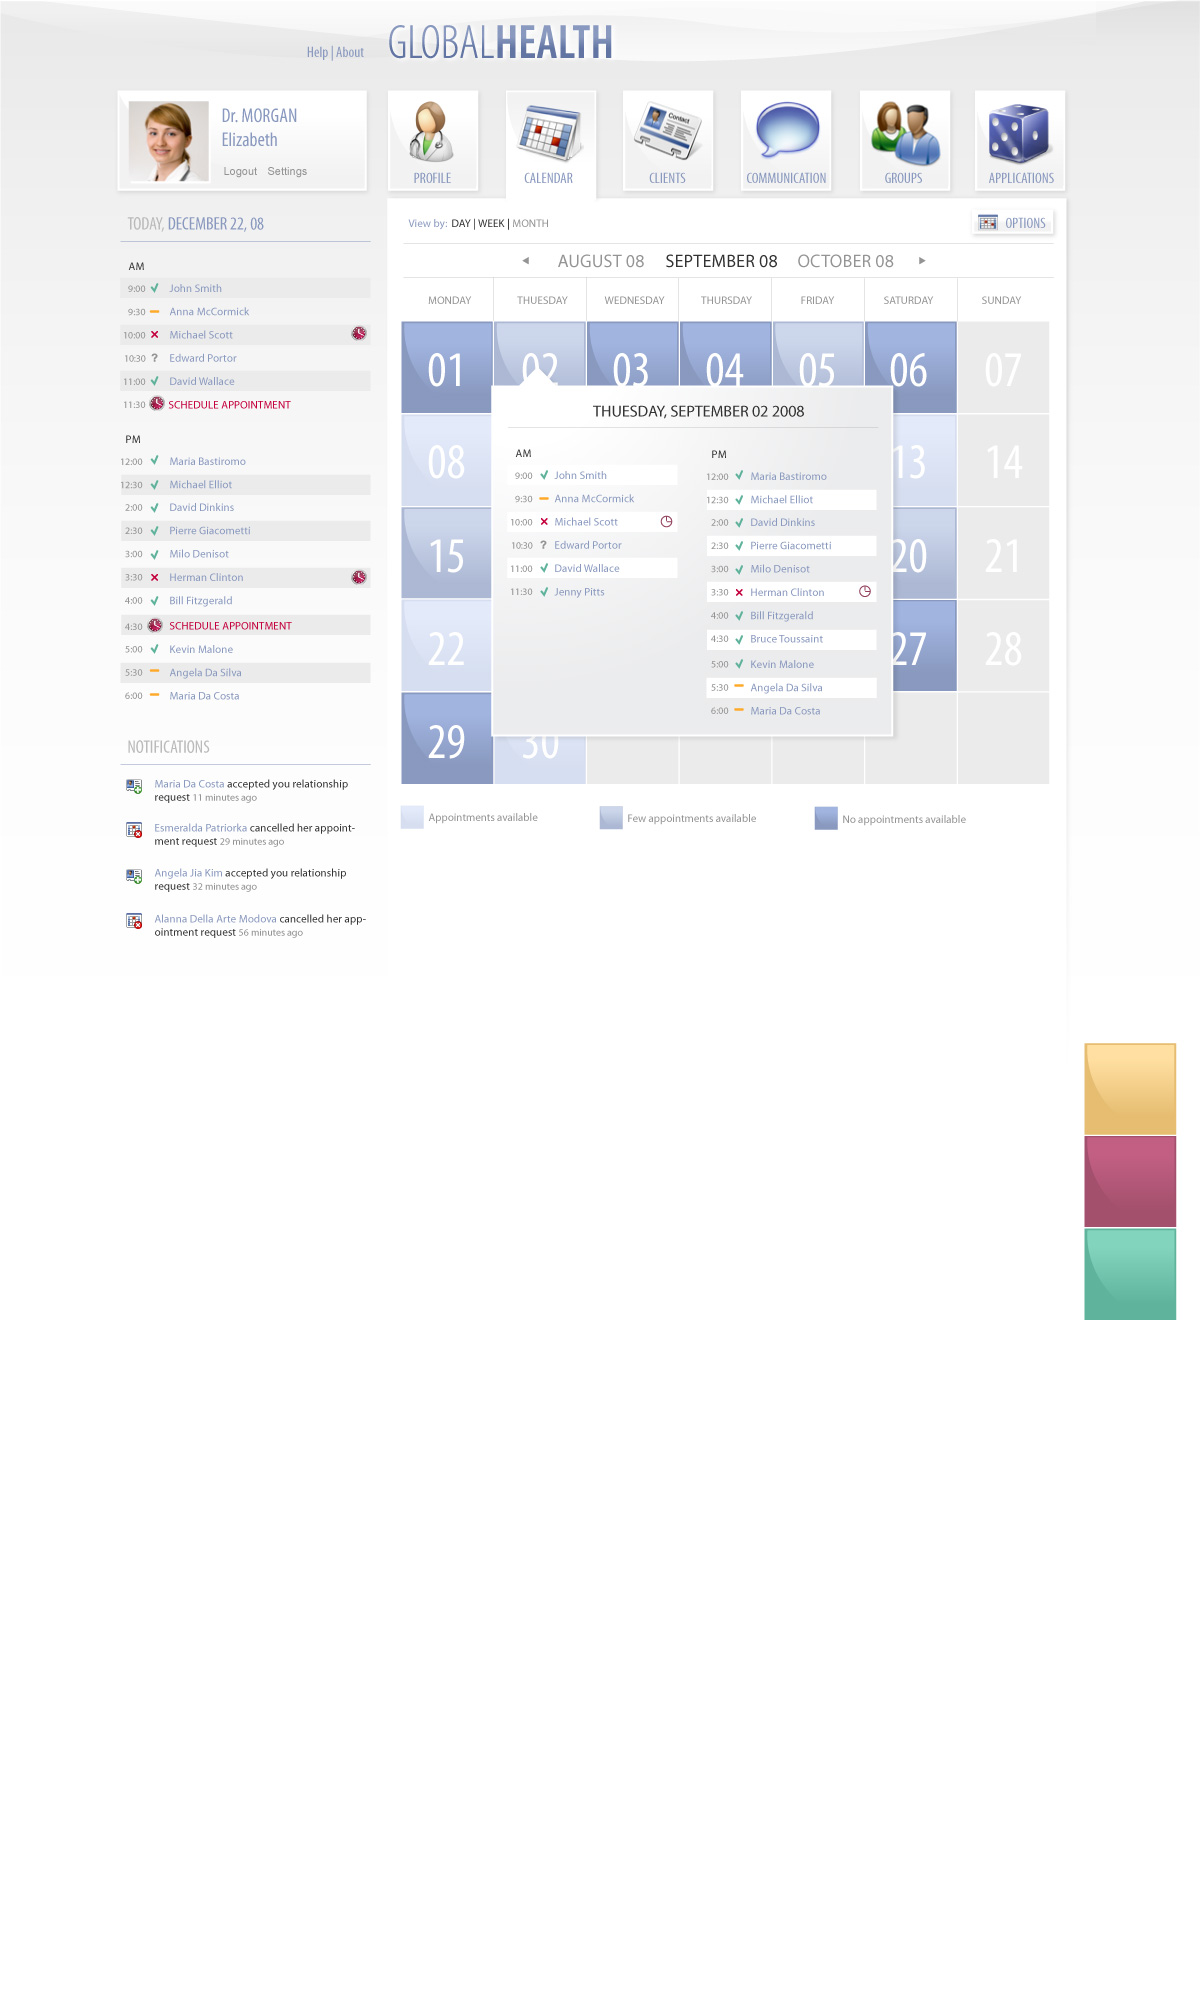 Help | About
GLOBALHEALTH
Dr. MORGAN
Elizabeth
Logout Settings
PROFILE
CALENDAR
Contact
CLIENTS
COMMUNICATION
GROUPS
APPLICATIONS
TODAY, DECEMBER 22, 08
AM
9:00 John Smith
9:30 Anna McCormick
10:00 Michael Scott
10:30 ? Edward Portor
11:00 David Wallace
11:30 SCHEDULE APPOINTMENT
PM
12:00 Maria Bastiromo
12:30 Michael Elliot
2:00 David Dinkins
2:30 Pierre Giacometti
3:00 Milo Denisot
3:30 Herman Clinton
4:00 Bill Fitzgerald
4:30 SCHEDULE APPOINTMENT
5:00 Kevin Malone
5:30 Angela Da Silva
6:00 Maria Da Costa
NOTIFICATIONS
Maria Da Costa accepted you relationship
request 11 minutes ago
Esmeralda Patriorka cancelled her appoint-
ment request 29 minutes ago
Angela Jia Kim accepted you relationship
request 32 minutes ago
Alanna Della Arte Modova cancelled her app-
ointment request 56 minutes ago
View by: DAY | WEEK | MONTH
OPTIONS
AUGUST 08 SEPTEMBER 08 OCTOBER 08
MONDAY THUESDAY WEDNESDAY THURSDAY FRIDAY SATURDAY SUNDAY
01 02 03 04 05 06 07
08 13 14
15 20 21
22 27 28
29 30
THUESDAY, SEPTEMBER 02 2008
AM
9:00 John Smith
9:30 Anna McCormick
10:00 Michael Scott
10:30 ? Edward Portor
11:00 David Wallace
11:30 Jenny Pitts
PM
12:00 Maria Bastiromo
12:30 Michael Elliot
2:00 David Dinkins
2:30 Pierre Giacometti
3:00 Milo Denisot
3:30 Herman Clinton
4:00 Bill Fitzgerald
4:30 Bruce Toussaint
5:00 Kevin Malone
5:30 Angela Da Silva
6:00 Maria Da Costa
Appointments available
Few appointments available
No appointments available